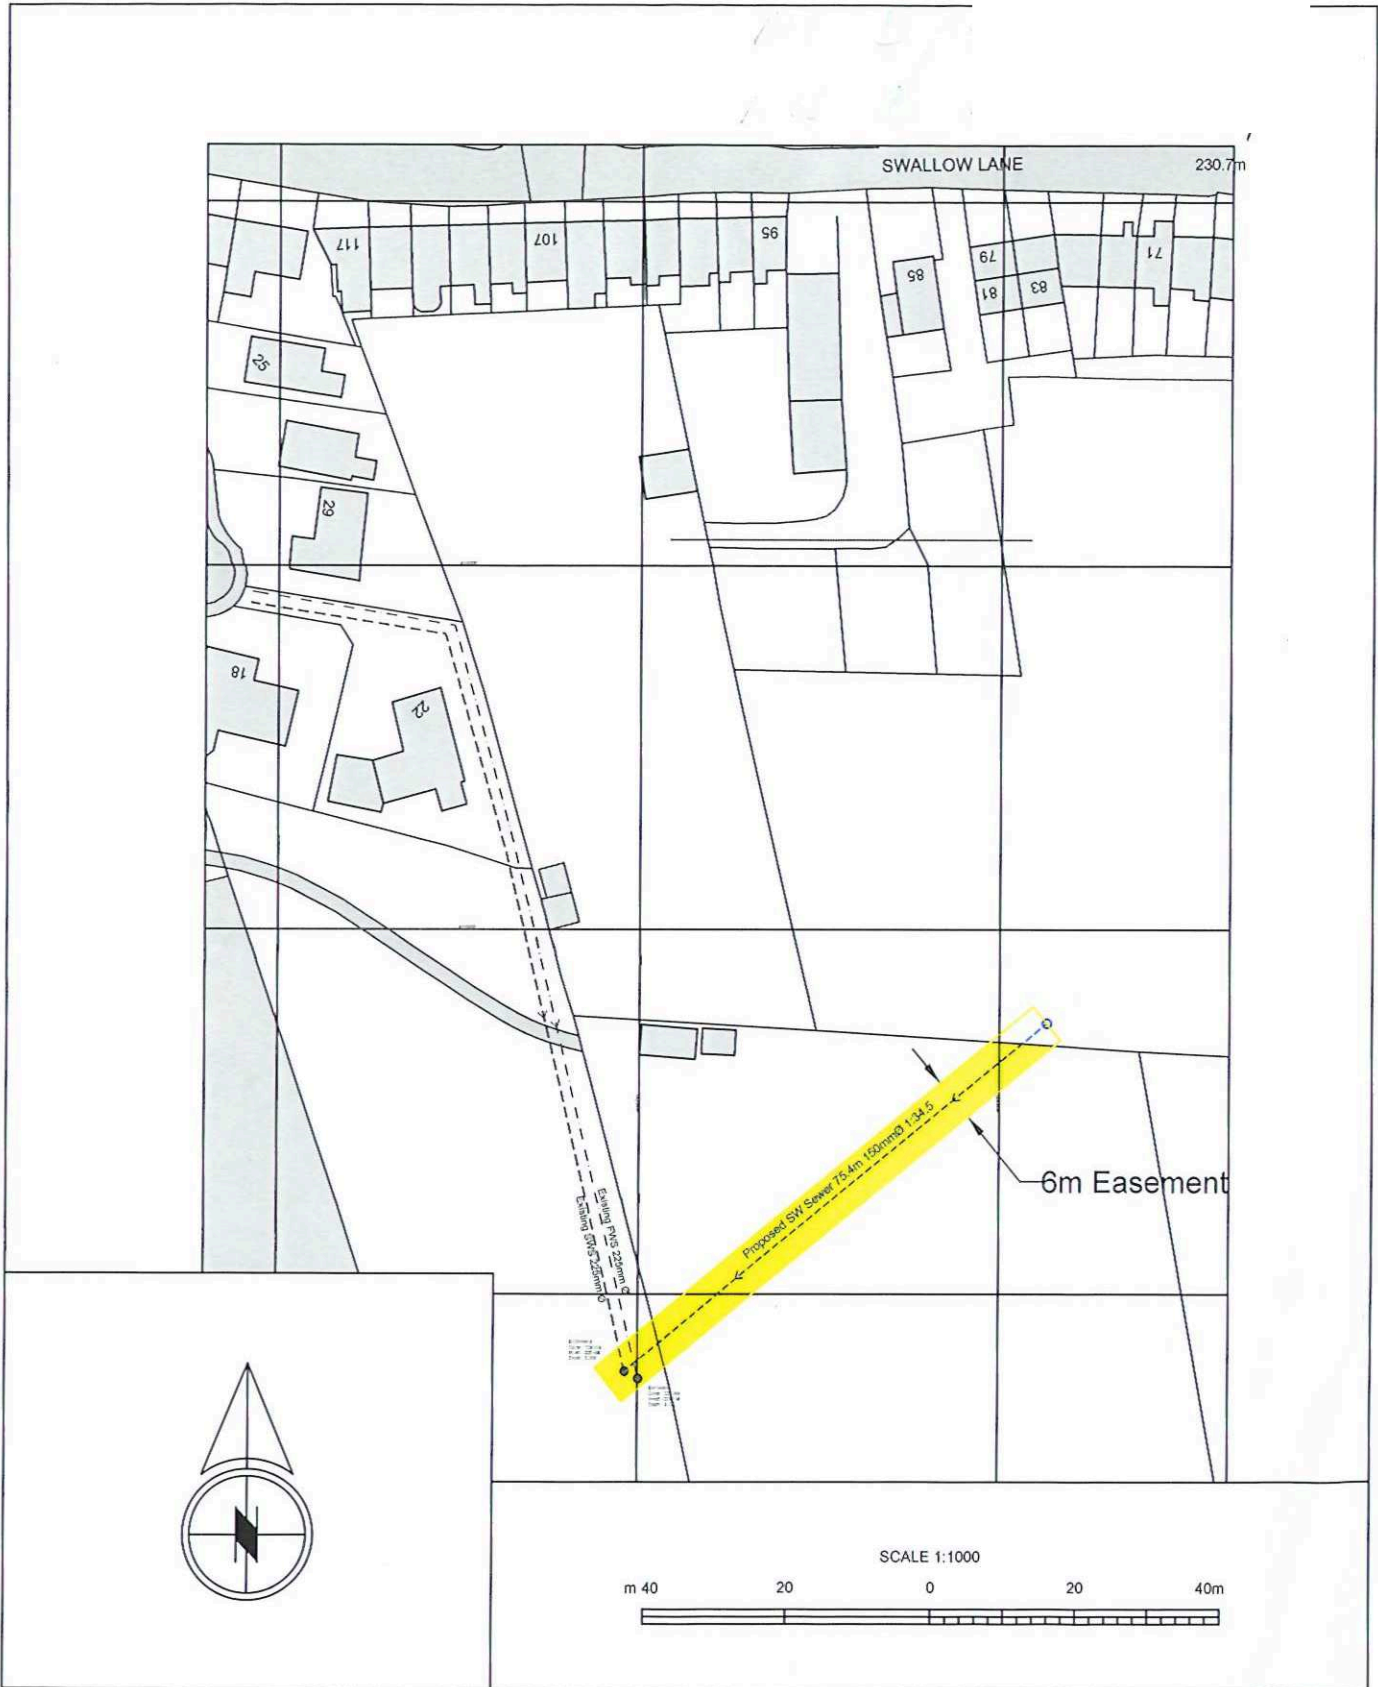 SWALLOW LANE
230.7m
117
107
95
85
79
81
83
71
25
29
18
22
Proposed SW Sewer 75.4m 150mmØ 1:34.5
6m Easement
Existing FWS 225mm Ø
Existing SWS 225mm Ø
N
SCALE 1:1000
m 40 20 0 20 40m